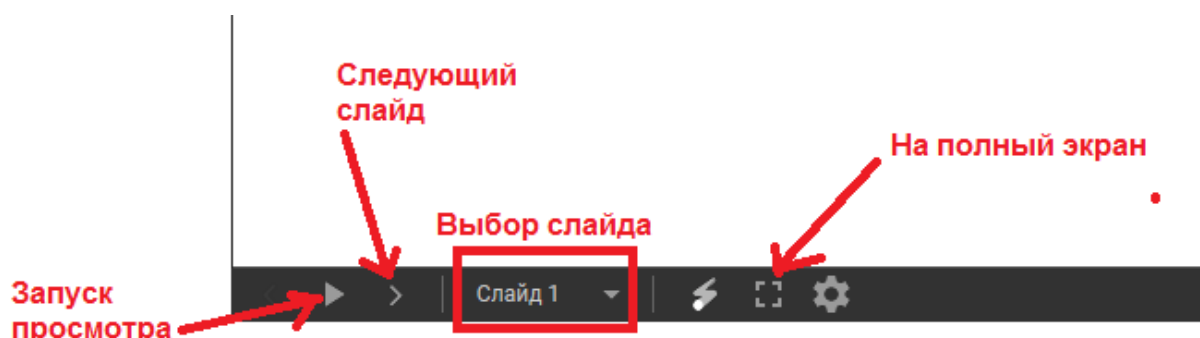 Следующий
слайд
На полный экран
Выбор слайда
Запуск
просмотра
Слайд 1